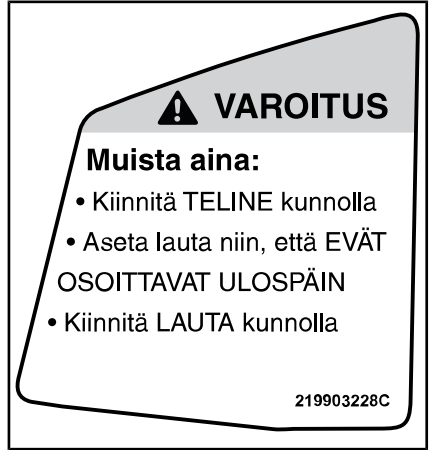 VAROITUS
Muista aina:
• Kiinnitä TELINE kunnolla
• Aseta lauta niin, että EVÄT
OSOITTAVAT ULOSPÄIN
• Kiinnitä LAUTA kunnolla
219903228C